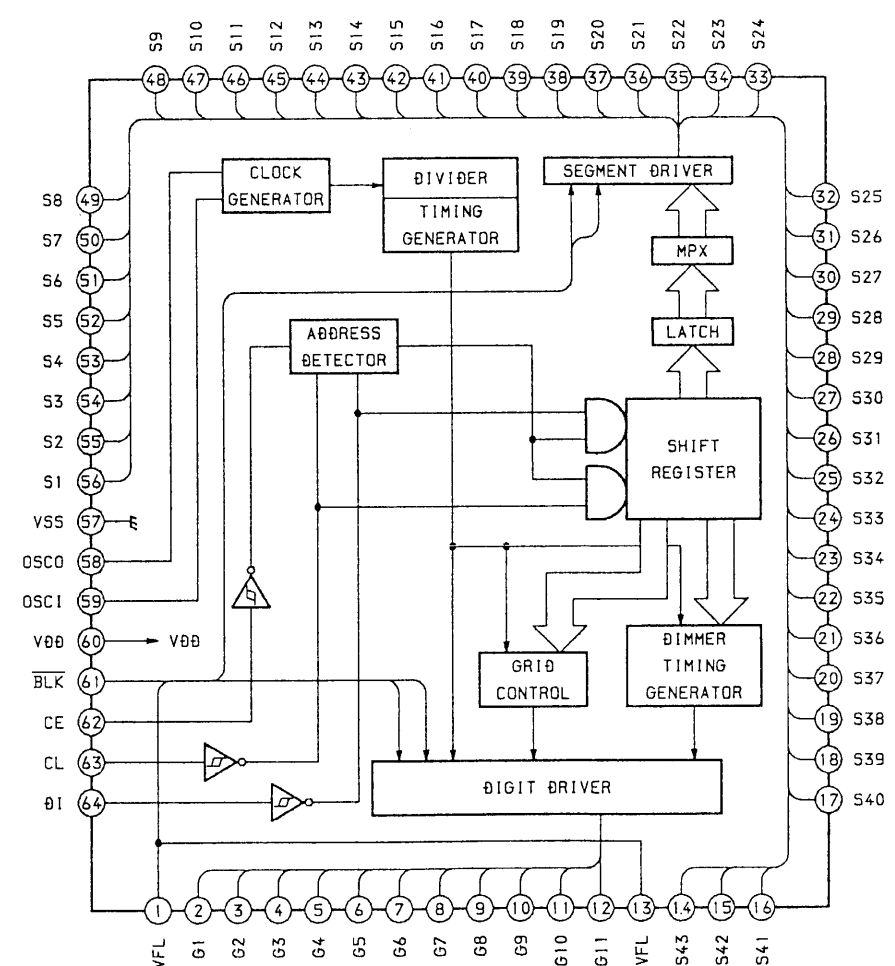 S9 S10 S11 S12 S13 S14 S15 S16 S17 S18 S19 S20 S21 S22 S23 S24
48 47 46 45 44 43 42 41 40 39 38 37 36 35 34 33
CLOCK
GENERATOR
DIVIDER
TIMING
GENERATOR
SEGMENT DRIVER
MPX
LATCH
ADDRESS
DETECTOR
SHIFT
REGISTER
GRID
CONTROL
DIMMER
TIMING
GENERATOR
DIGIT DRIVER
S8 49
S7 50
S6 51
S5 52
S4 53
S3 54
S2 55
S1 56
VSS 57
OSCO 58
OSCI 59
VDD 60 VDD
BLK 61
CE 62
CL 63
DI 64
32 S25
31 S26
30 S27
29 S28
28 S29
27 S30
26 S31
25 S32
24 S33
23 S34
22 S35
21 S36
20 S37
19 S38
18 S39
17 S40
1 2 3 4 5 6 7 8 9 10 11 12 13 14 15 16
VFL G1 G2 G3 G4 G5 G6 G7 G8 G9 G10 G11 VFL S43 S42 S41